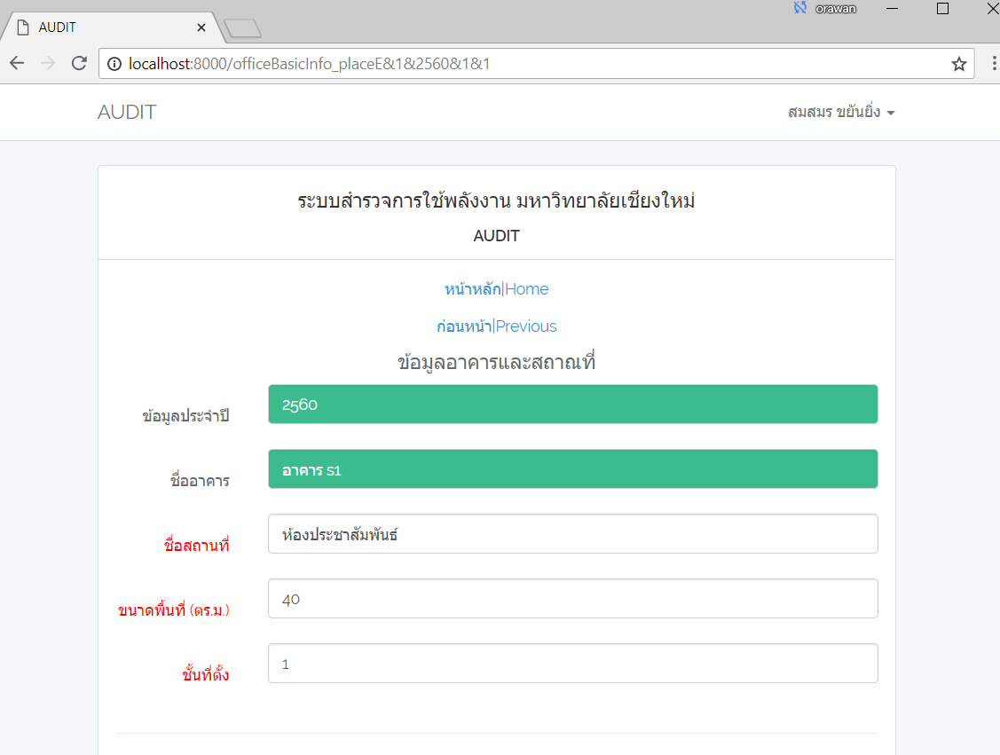 AUDIT
orawan
localhost:8000/officeBasicInfo_placeE&1&2560&1&1
AUDIT
สมสมร ขยันยิ่ง
ระบบสำรวจการใช้พลังงาน มหาวิทยาลัยเชียงใหม่
AUDIT
หน้าหลัก|Home
ก่อนหน้า|Previous
ข้อมูลอาคารและสถาณที่
ข้อมูลประจำปี
2560
ชื่ออาคาร
อาคาร s1
ชื่อสถานที่
ห้องประชาสัมพันธ์
ขนาดพื้นที่ (ตร.ม.)
40
ชั้นที่ตั้ง
1